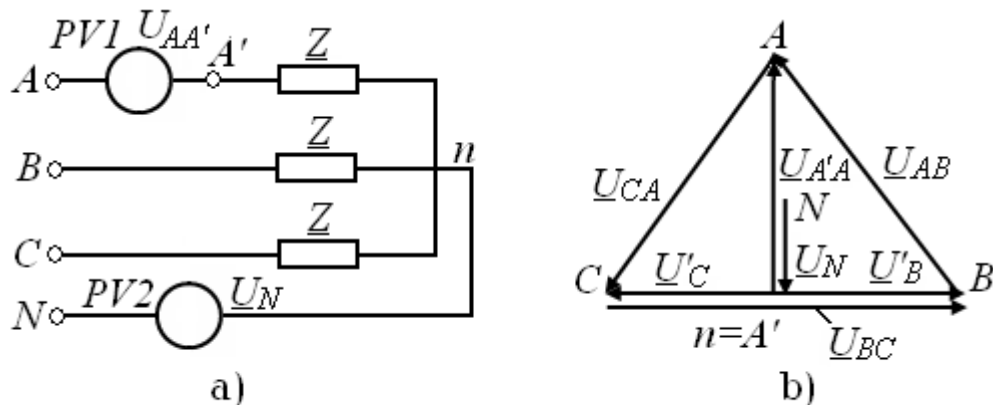 PV1 U_AA' A' Z
A
B Z n
C Z
N PV2 U_N
a)
A
U_CA U_A'A U_AB
N
C U'_C U_N U'_B B
n=A' U_BC
b)